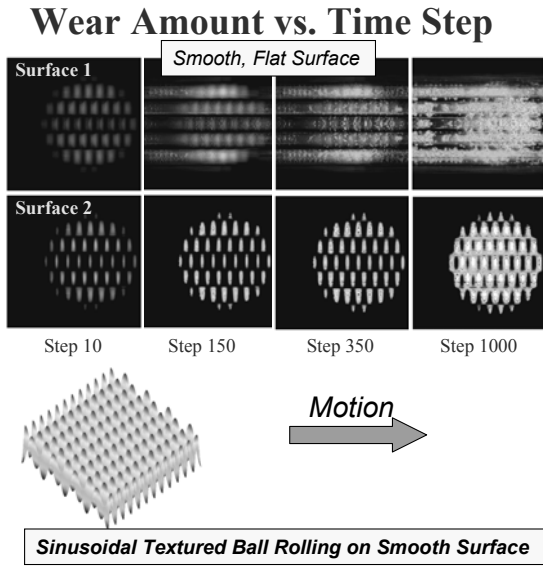 Wear Amount vs. Time Step
Smooth, Flat Surface
Surface 1
Surface 2
Step 10 Step 150 Step 350 Step 1000
Motion
Sinusoidal Textured Ball Rolling on Smooth Surface